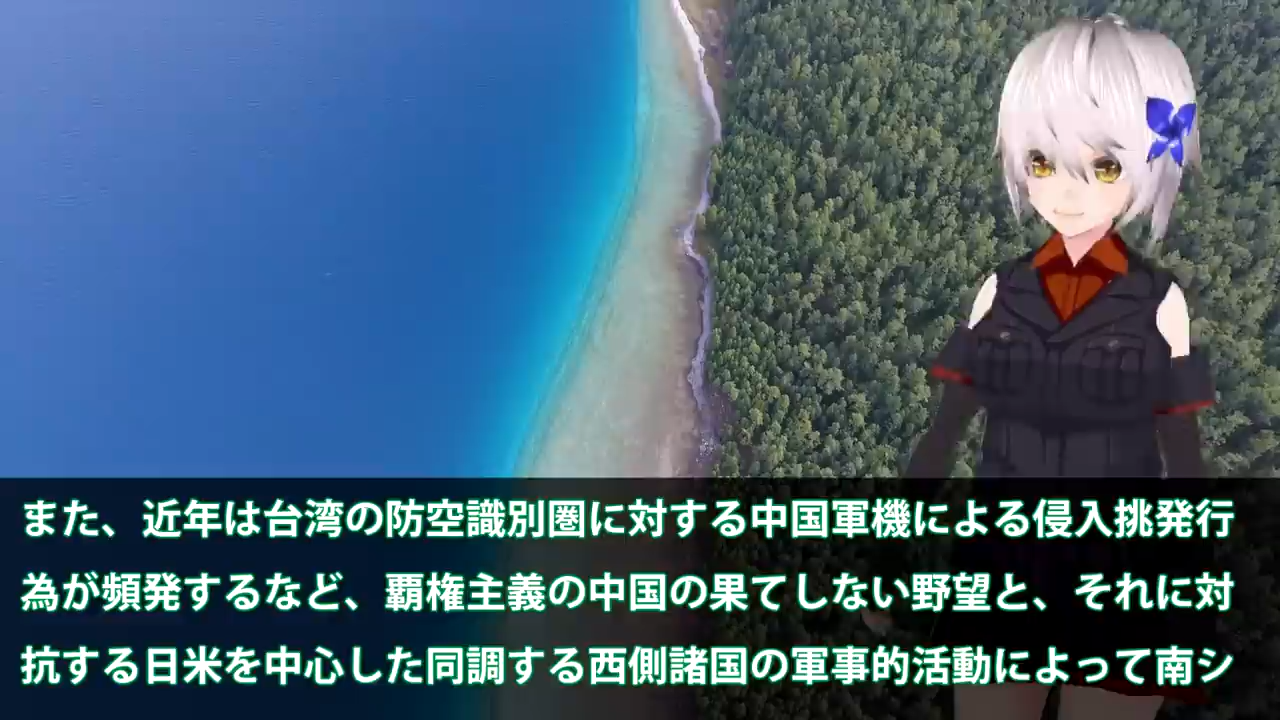 また、近年は台湾の防空識別圏に対する中国軍機による侵入挑発行
為が頻発するなど、覇権主義の中国の果てしない野望と、それに対
抗する日米を中心した同調する西側諸国の軍事的活動によって南シ